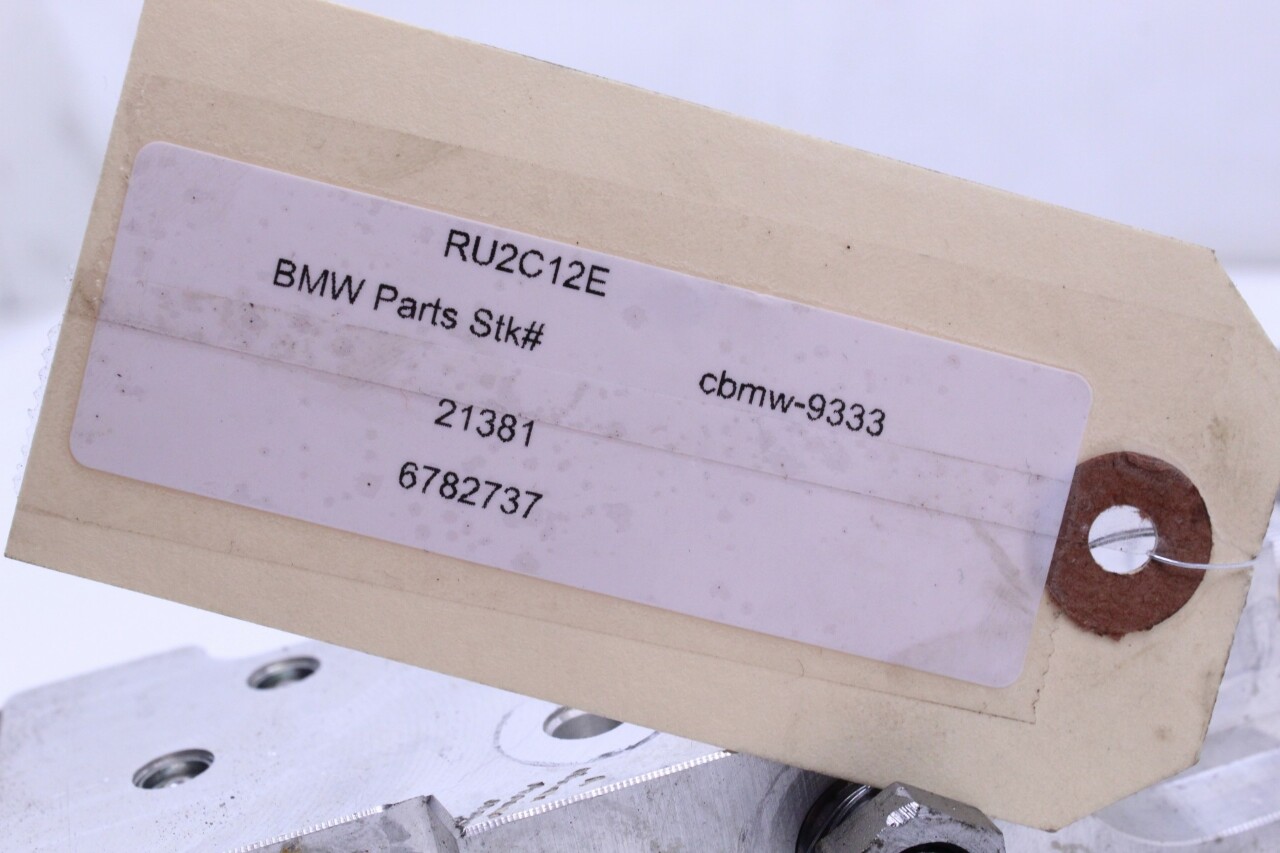 RU2C12E
BMW Parts Stk#
cbmw-9333
21381
6782737